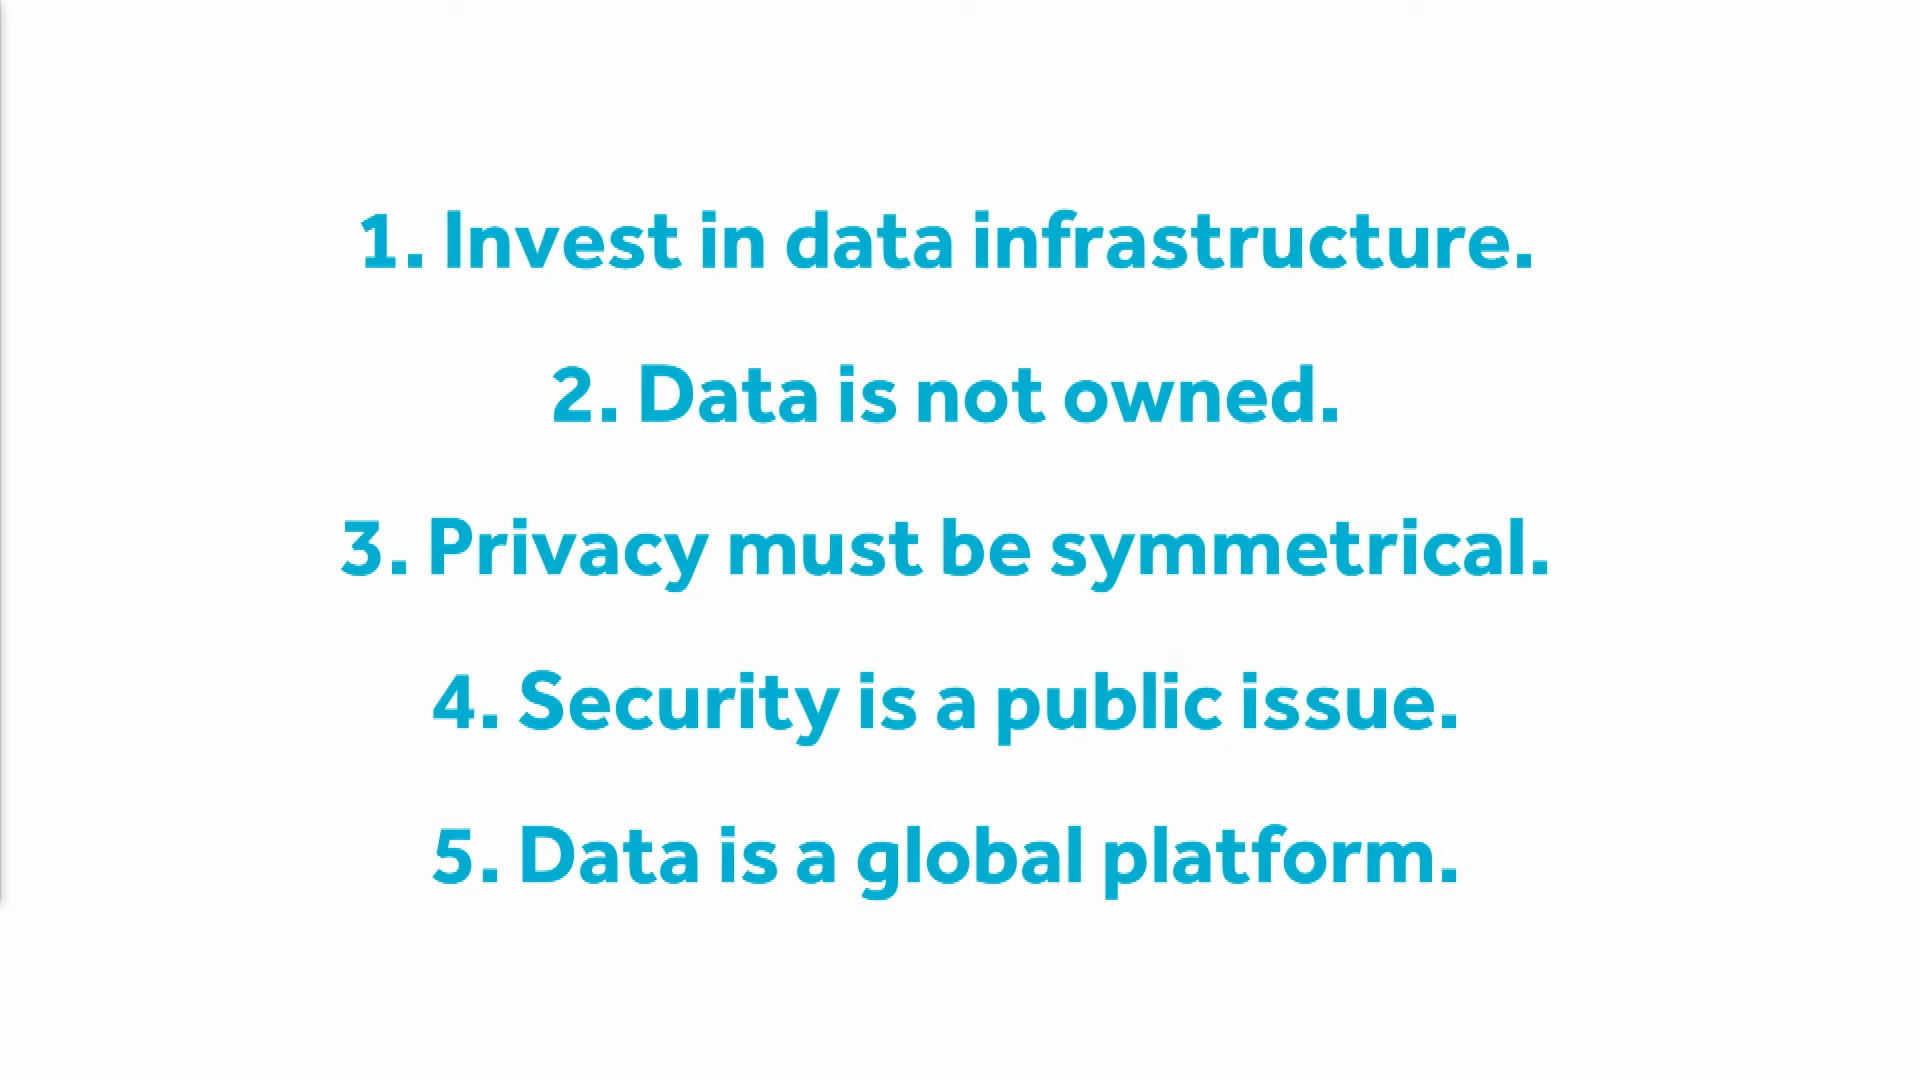 1. Invest in data infrastructure.
2. Data is not owned.
3. Privacy must be symmetrical.
4. Security is a public issue.
5. Data is a global platform.